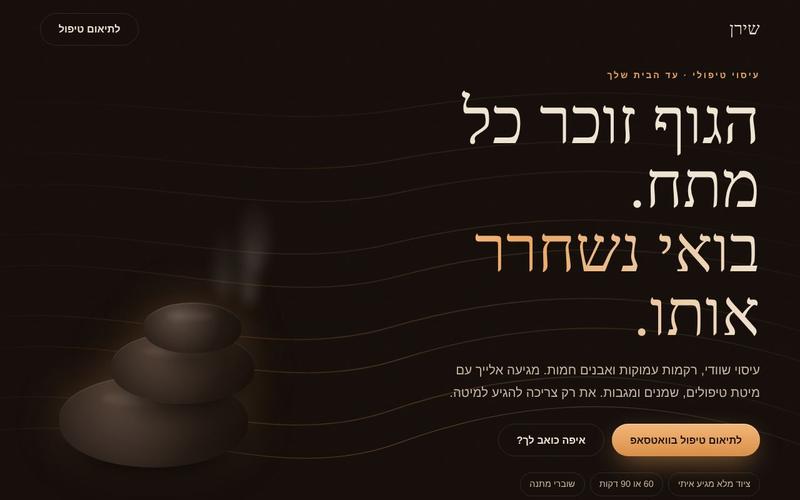 שירן
לתיאום טיפול
עיסוי טיפולי · עד הבית שלך
הגוף זוכר כל
מתח.
בואי נשחרר
אותו.
עיסוי שוודי, רקמות עמוקות ואבנים חמות. מגיעה אלייך עם
מיטת טיפולים, שמנים ומגבות. את רק צריכה להגיע למיטה.
לתיאום טיפול בוואטסאפ
איפה כואב לך?
ציוד מלא מגיע איתי
60 או 90 דקות
שוברי מתנה